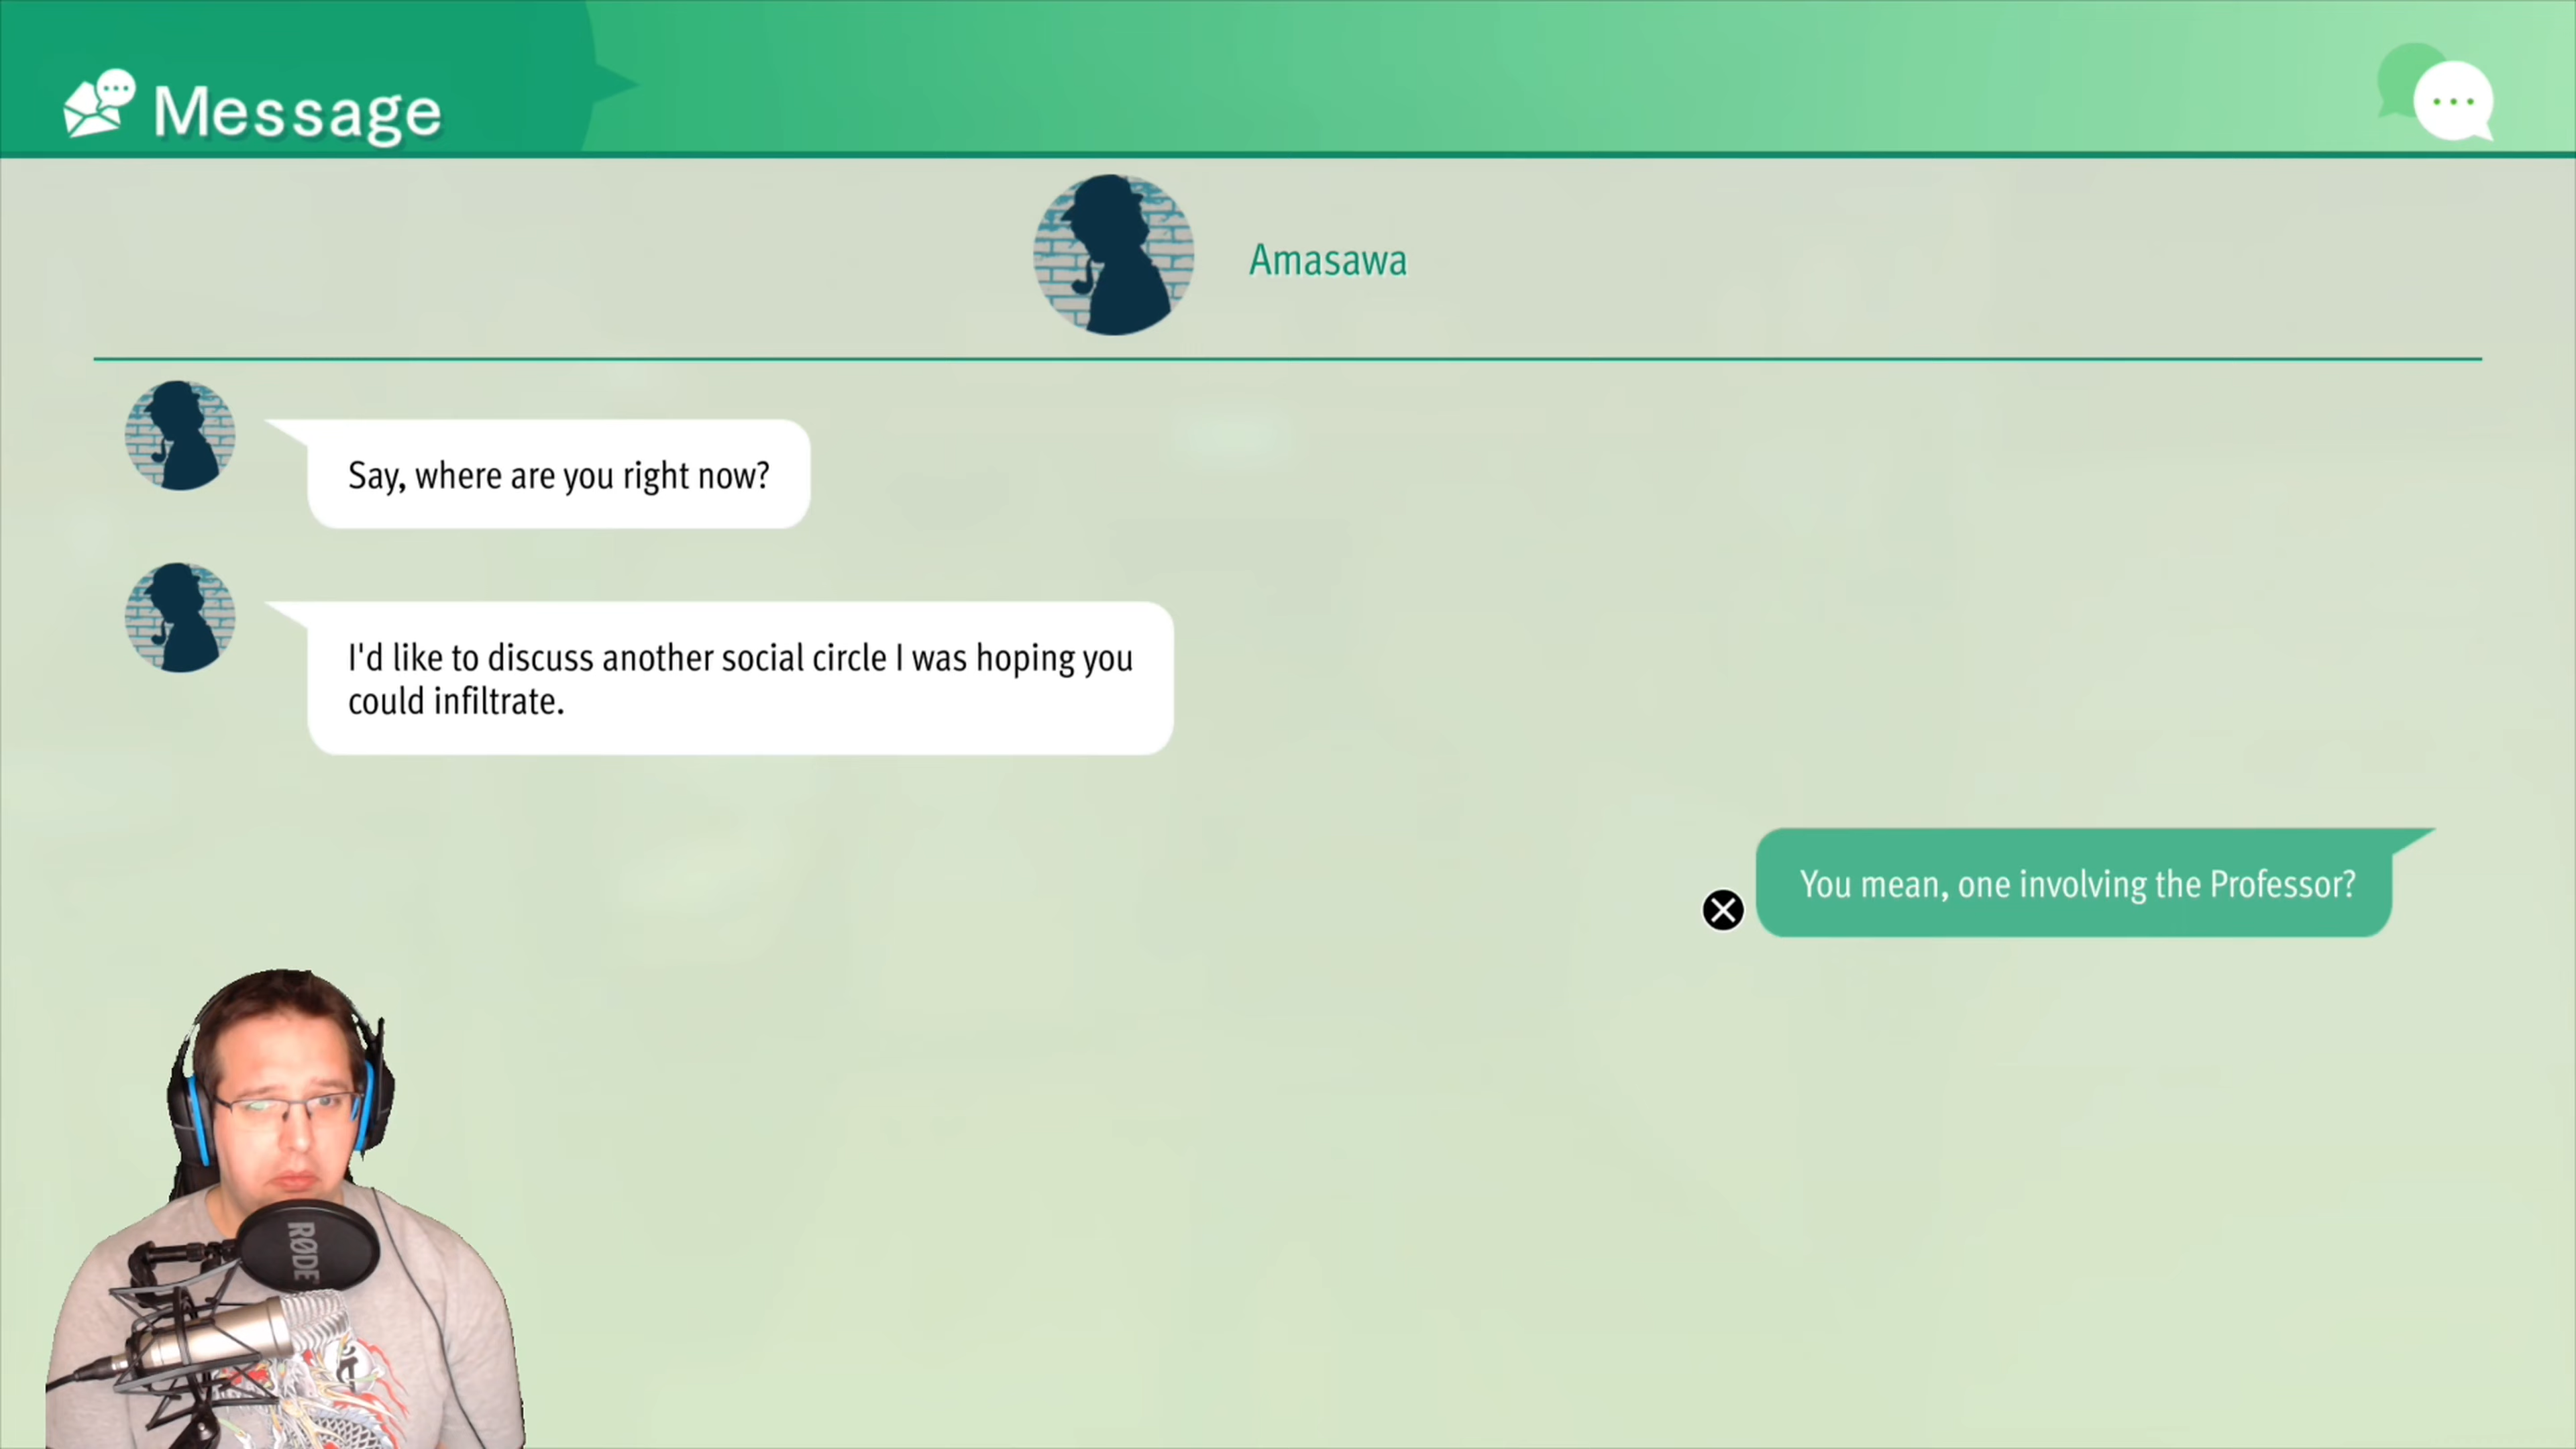 Message
Amasawa
Say, where are you right now?
I'd like to discuss another social circle I was hoping you
could infiltrate.
You mean, one involving the Professor?
RØDE